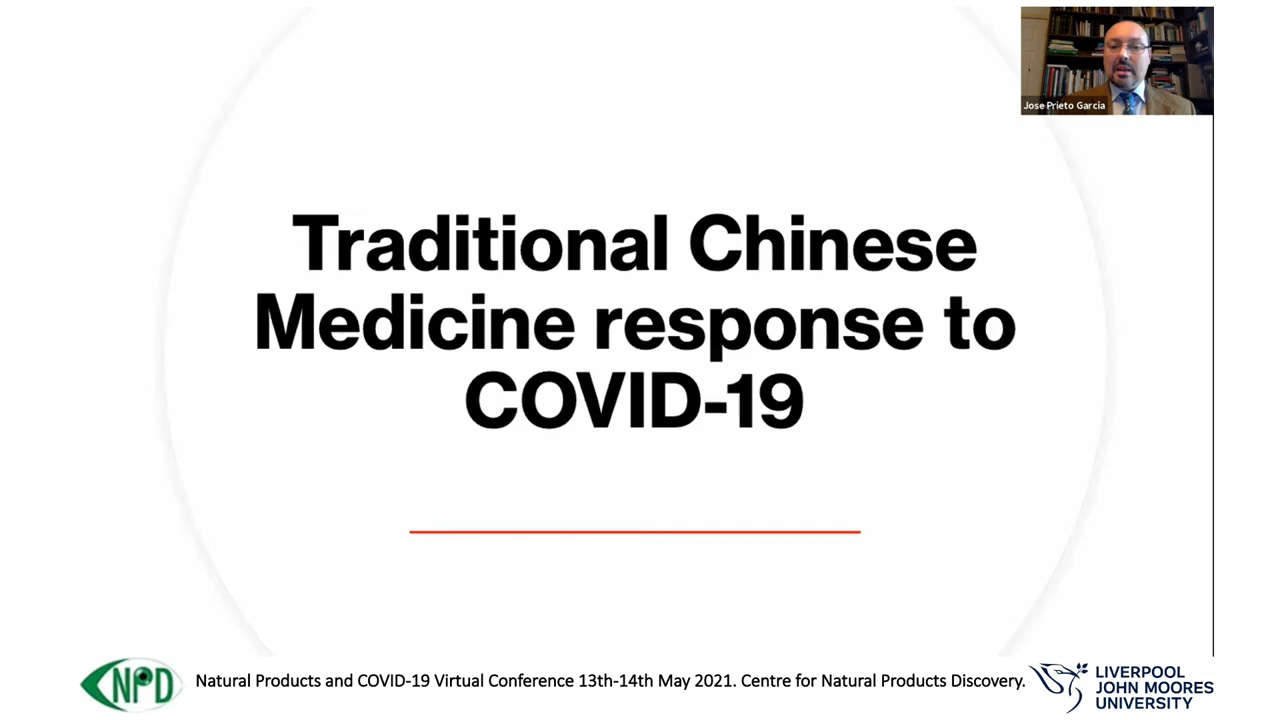 Jose Prieto Garcia
Traditional Chinese
Medicine response to
COVID-19
NPD
Natural Products and COVID-19 Virtual Conference 13th-14th May 2021. Centre for Natural Products Discovery.
LIVERPOOL
JOHN MOORES
UNIVERSITY